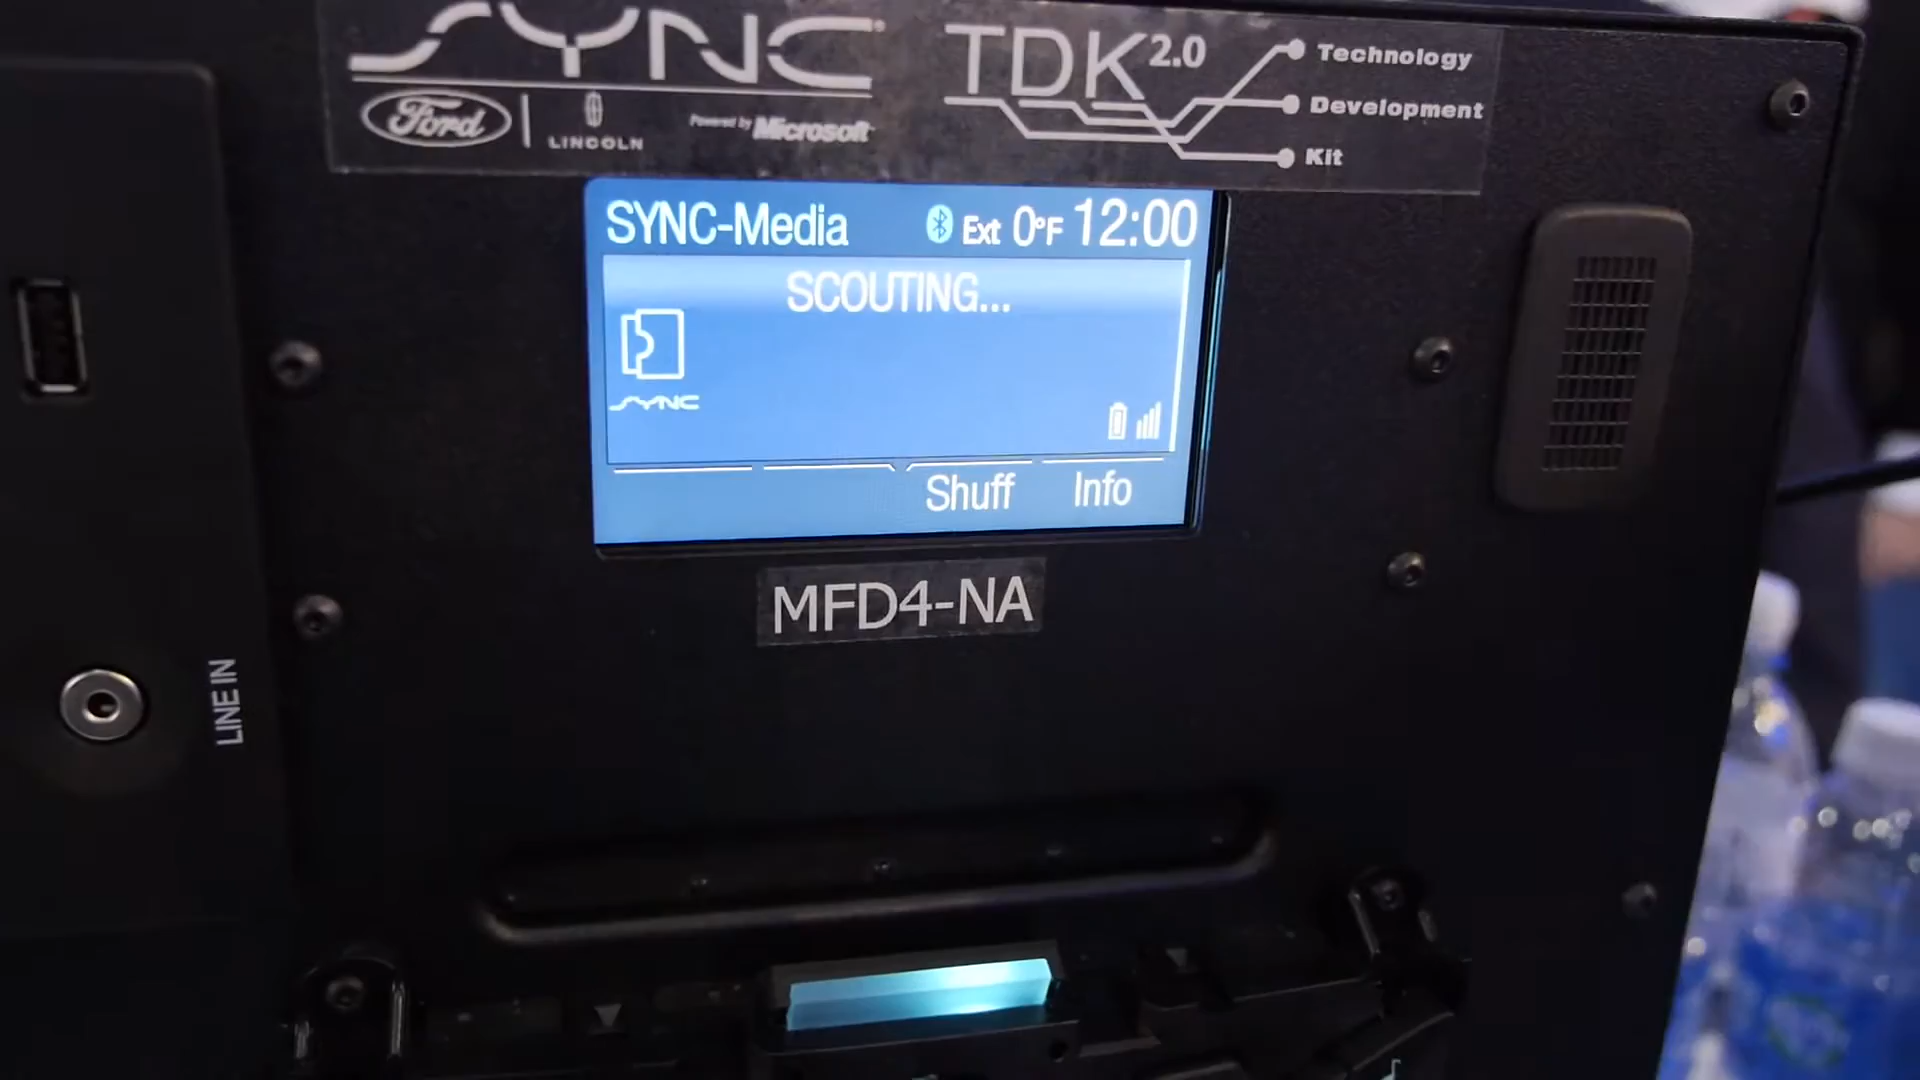 SYNC
Ford
LINCOLN
Powered by Microsoft
TDK 2.0
Technology
Development
Kit
SYNC-Media Ext 0°F 12:00
SCOUTING...
SYNC
Shuff Info
MFD4-NA
LINE IN